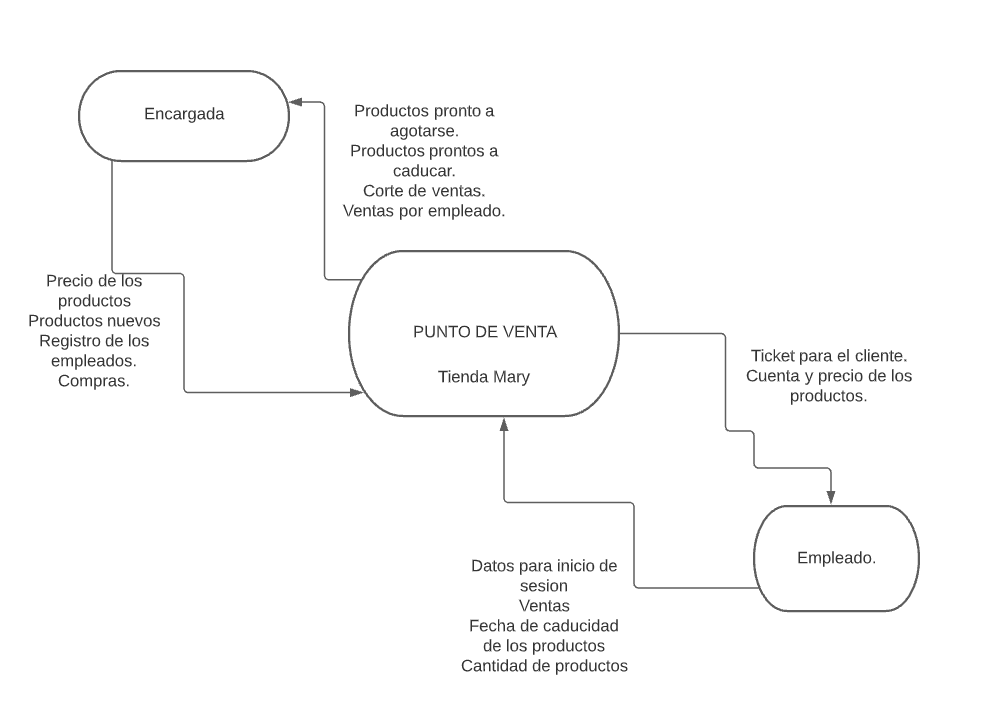 Encargada
Productos pronto a
agotarse.
Productos prontos a
caducar.
Corte de ventas.
Ventas por empleado.
Precio de los
productos
Productos nuevos
Registro de los
empleados.
Compras.
PUNTO DE VENTA
Tienda Mary
Ticket para el cliente.
Cuenta y precio de los
productos.
Empleado.
Datos para inicio de
sesion
Ventas
Fecha de caducidad
de los productos
Cantidad de productos